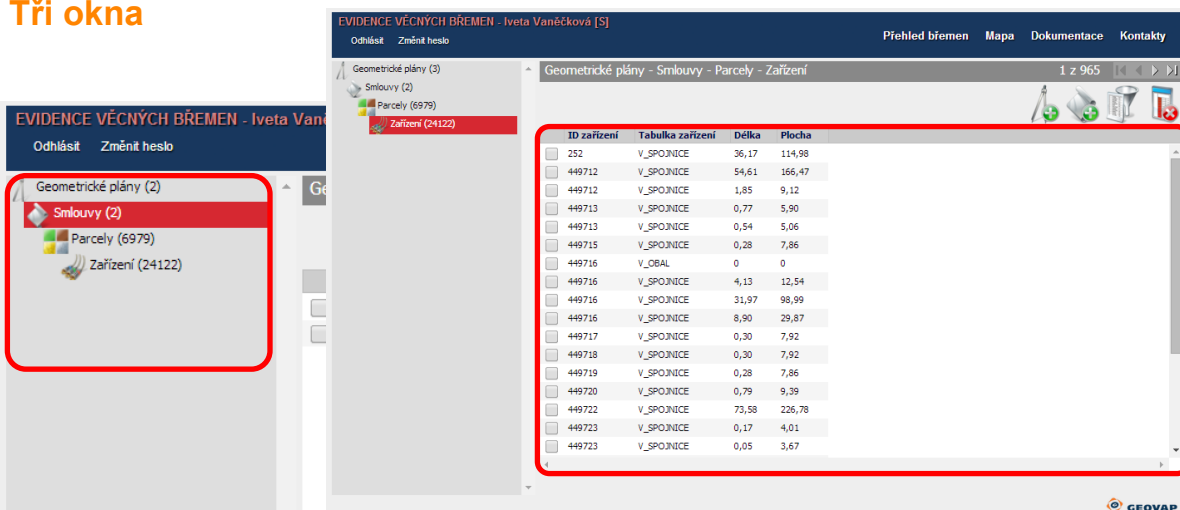 Tři okna
EVIDENCE VĚCNÝCH BŘEMEN - Iveta Van
Odhlásit Změnit heslo
Geometrické plány (2)
Ge
Smlouvy (2)
Parcely (6979)
Zařízení (24122)
EVIDENCE VĚCNÝCH BŘEMEN - Iveta Vaněčková [S]
Odhlásit Změnit heslo
Přehled břemen Mapa Dokumentace Kontakty
Geometrické plány (3)
Smlouvy (2)
Parcely (6979)
Zařízení (24122)
Geometrické plány - Smlouvy - Parcely - Zařízení 1 z 965
ID zařízení Tabulka zařízení Délka Plocha
252 V_SPOJNICE 36,17 114,98
449712 V_SPOJNICE 54,61 166,47
449712 V_SPOJNICE 1,85 9,12
449713 V_SPOJNICE 0,77 5,90
449713 V_SPOJNICE 0,54 5,06
449715 V_SPOJNICE 0,28 7,86
449716 V_OBAL 0 0
449716 V_SPOJNICE 4,13 12,54
449716 V_SPOJNICE 31,97 98,99
449716 V_SPOJNICE 8,90 29,87
449717 V_SPOJNICE 0,30 7,92
449718 V_SPOJNICE 0,30 7,92
449719 V_SPOJNICE 0,28 7,86
449720 V_SPOJNICE 0,79 9,39
449722 V_SPOJNICE 73,58 226,78
449723 V_SPOJNICE 0,17 4,01
449723 V_SPOJNICE 0,05 3,67
GEOVAP